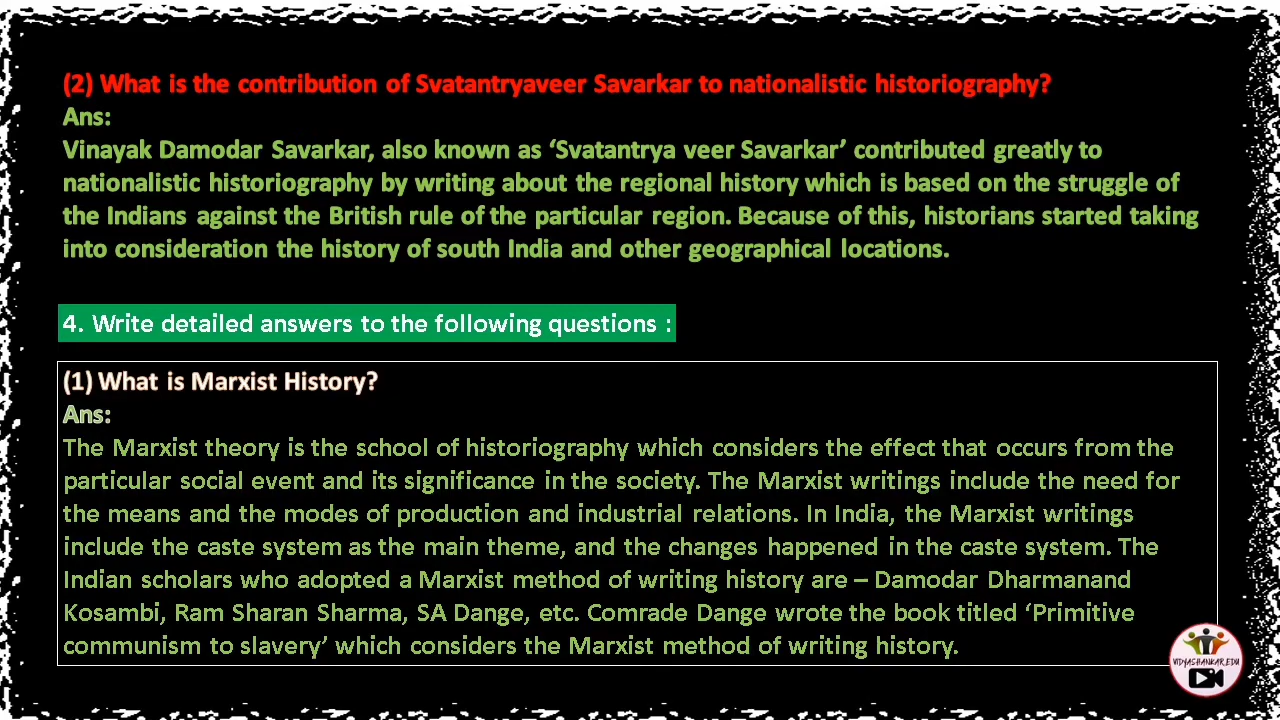 (2) What is the contribution of Svatantryaveer Savarkar to nationalistic historiography?
Ans:
Vinayak Damodar Savarkar, also known as ‘Svatantrya veer Savarkar’ contributed greatly to
nationalistic historiography by writing about the regional history which is based on the struggle of
the Indians against the British rule of the particular region. Because of this, historians started taking
into consideration the history of south India and other geographical locations.
4. Write detailed answers to the following questions :
(1) What is Marxist History?
Ans:
The Marxist theory is the school of historiography which considers the effect that occurs from the
particular social event and its significance in the society. The Marxist writings include the need for
the means and the modes of production and industrial relations. In India, the Marxist writings
include the caste system as the main theme, and the changes happened in the caste system. The
Indian scholars who adopted a Marxist method of writing history are – Damodar Dharmanand
Kosambi, Ram Sharan Sharma, SA Dange, etc. Comrade Dange wrote the book titled ‘Primitive
communism to slavery’ which considers the Marxist method of writing history.
VIDYASHANKAR.EDU